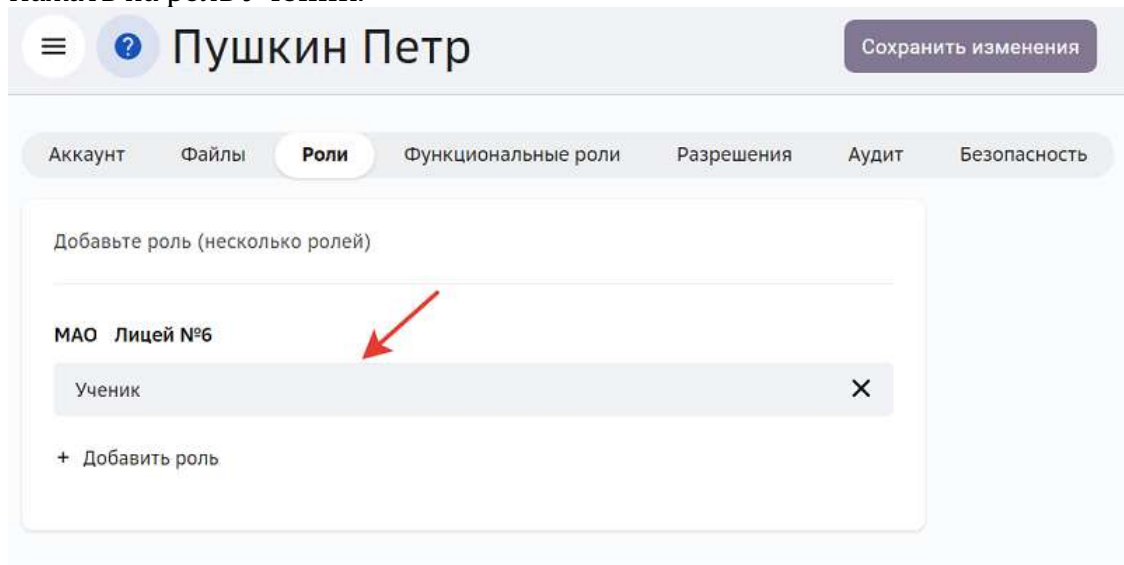 Пушкин Петр
Сохранить изменения
Аккаунт Файлы Роли Функциональные роли Разрешения Аудит Безопасность
Добавьте роль (несколько ролей)
МАО Лицей №6
Ученик
+ Добавить роль